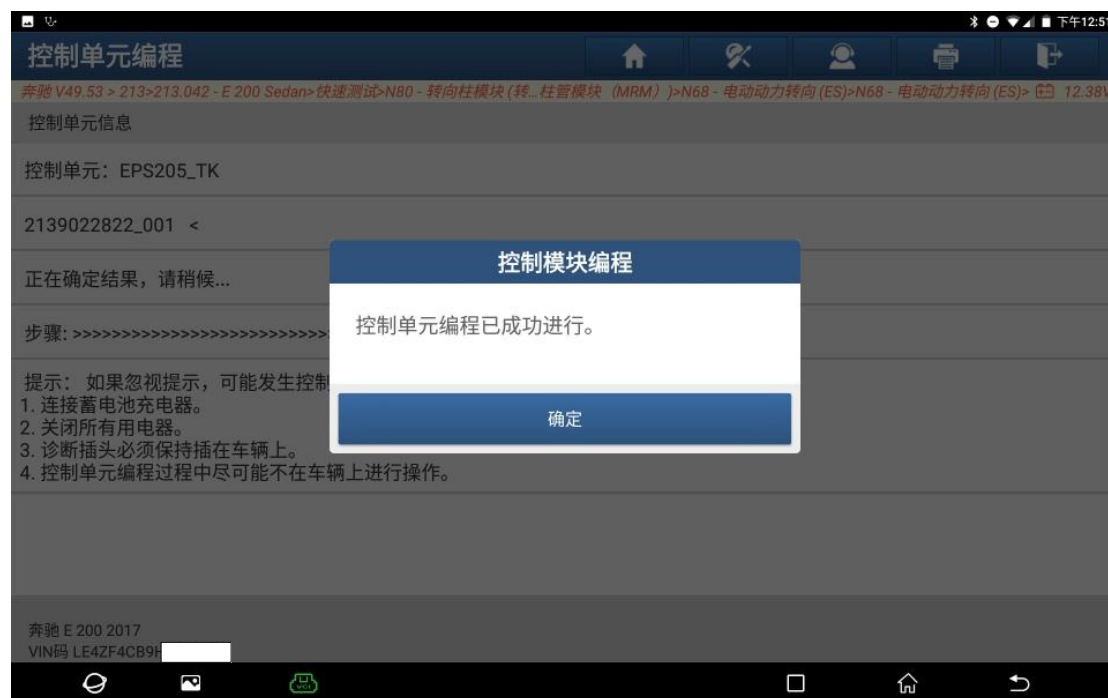 下午12:51
控制单元编程
奔驰 V49.53 > 213>213.042 - E 200 Sedan>快速测试>N80 - 转向柱模块 (转...柱管模块（MRM）)>N68 - 电动动力转向 (ES)>N68 - 电动动力转向 (ES)> 12.38V
控制单元信息
控制单元：EPS205_TK
2139022822_001 <
正在确定结果，请稍候...
步骤: >>>>>>>>>>>>>>>>>>>>>>>>>>
控制模块编程
控制单元编程已成功进行。
确定
提示： 如果忽视提示，可能发生控制
1. 连接蓄电池充电器。
2. 关闭所有用电器。
3. 诊断插头必须保持插在车辆上。
4. 控制单元编程过程中尽可能不在车辆上进行操作。
奔驰 E 200 2017
VIN码 LE4ZF4CB9H
VCI